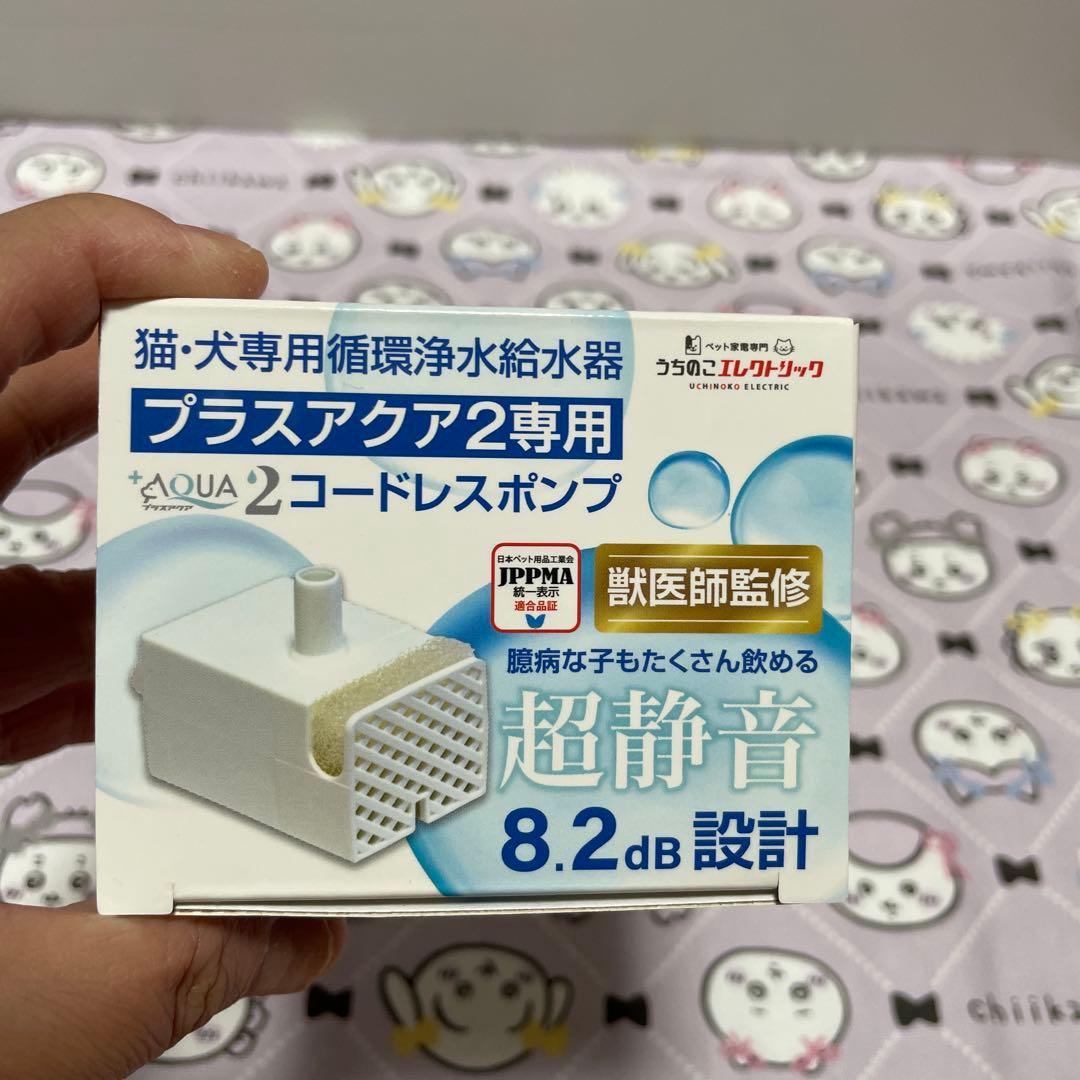 猫・犬専用循環浄水給水器
プラスアクア2専用
+AQUA 2
プラスアクア
コードレスポンプ
ペット家電専門
うちのこエレクトリック
UCHINOKO ELECTRIC
日本ペット用品工業会
JPPMA
統一表示
適合品証
獣医師監修
臆病な子もたくさん飲める
超静音
8.2dB設計
CHIIKAWA
chiika